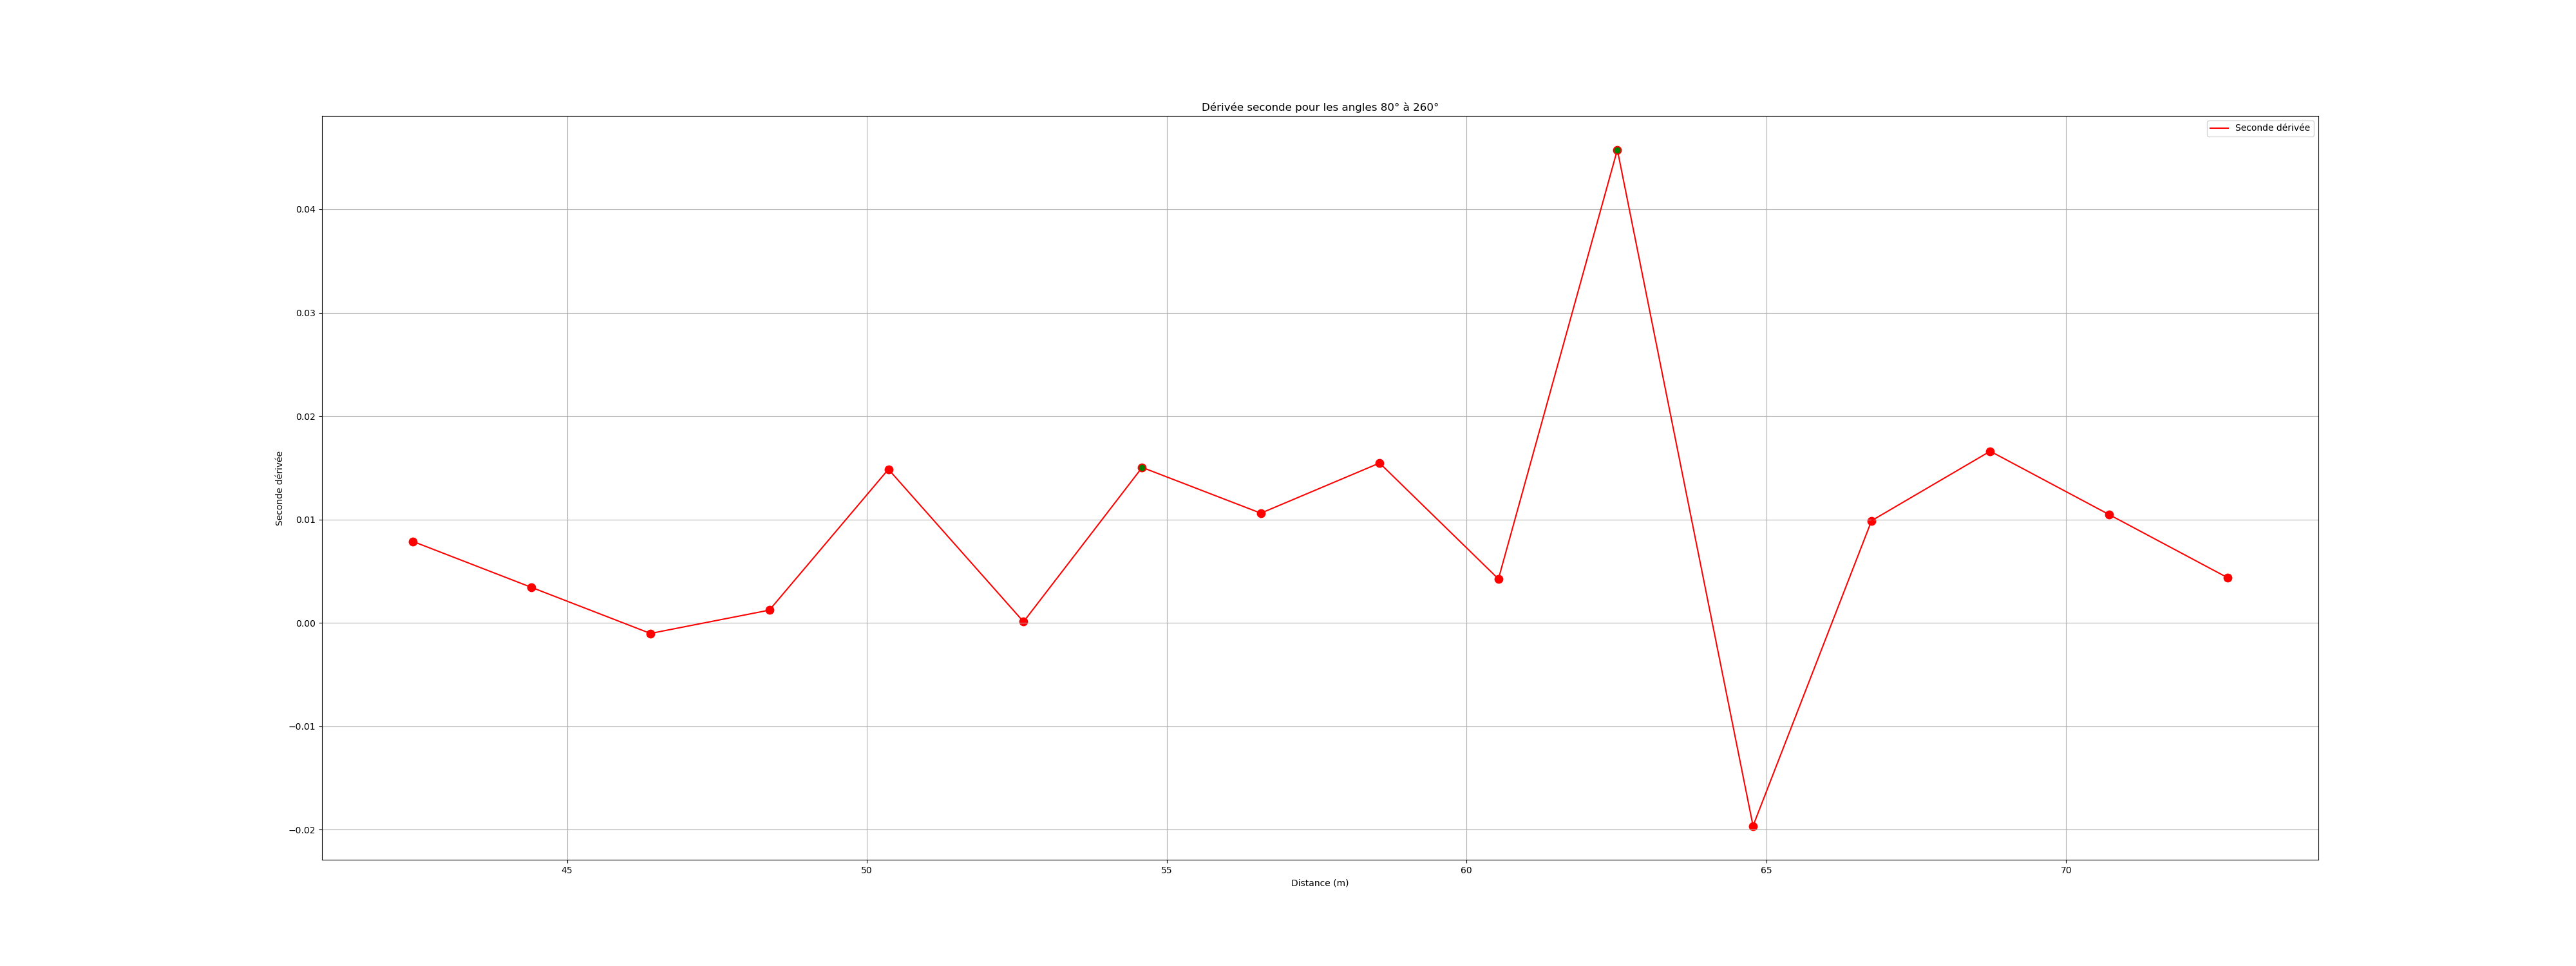 Dérivée seconde pour les angles 80° à 260°
Seconde dérivée
0.04
0.03
0.02
0.01
0.00
−0.01
−0.02
Seconde dérivée
45 50 55 60 65 70
Distance (m)